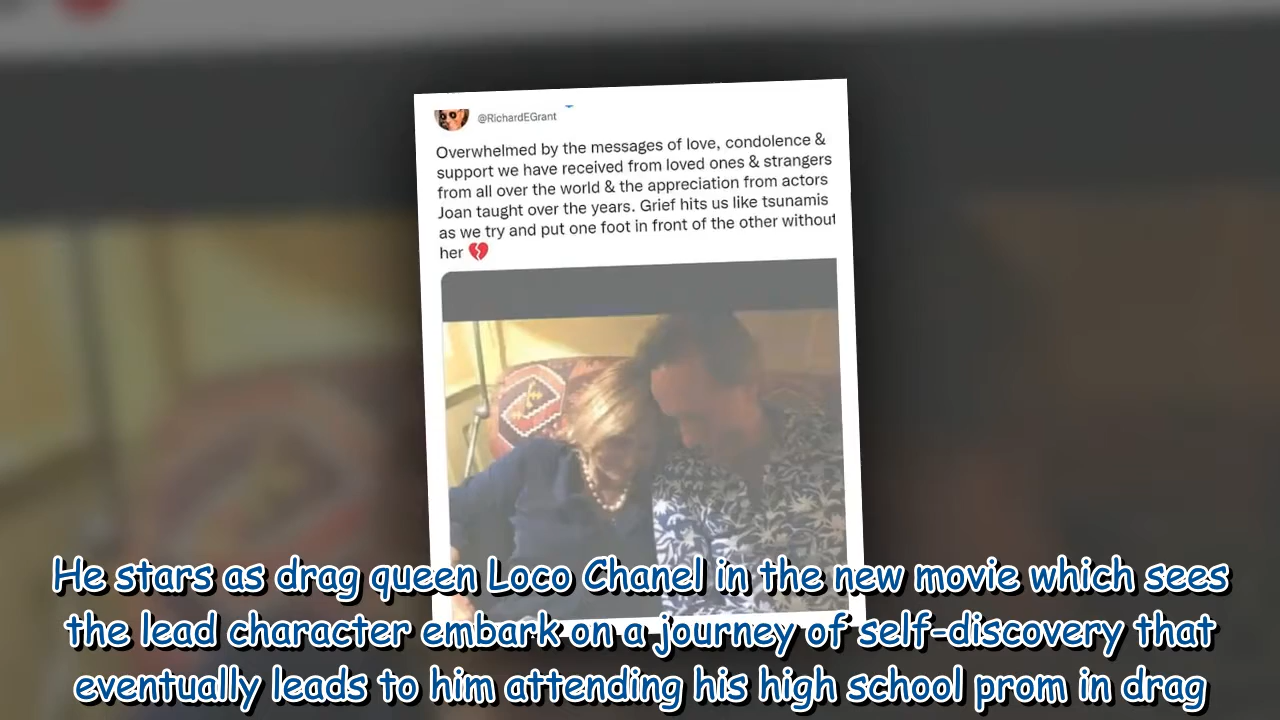 @RichardEGrant
Overwhelmed by the messages of love, condolence &
support we have received from loved ones & strangers
from all over the world & the appreciation from actors
Joan taught over the years. Grief hits us like tsunamis
as we try and put one foot in front of the other without
her 💔
He stars as drag queen Loco Chanel in the new movie which sees
the lead character embark on a journey of self-discovery that
eventually leads to him attending his high school prom in drag